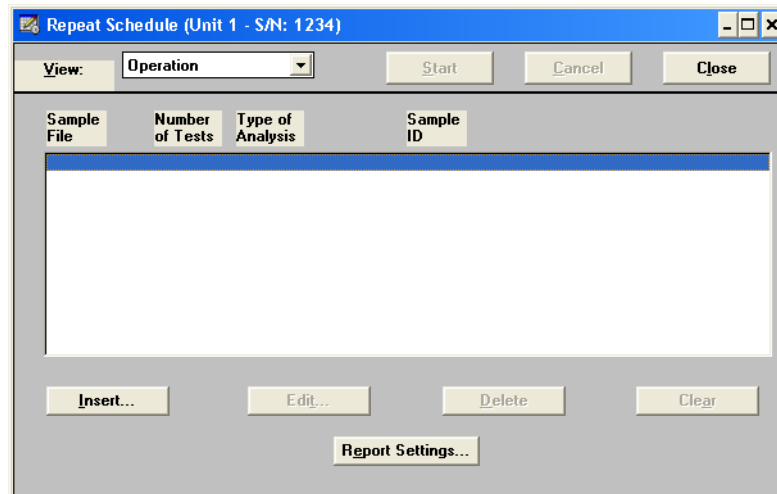 Repeat Schedule (Unit 1 - S/N: 1234)
View: Operation Start Cancel Close
Sample Number Type of Sample
File of Tests Analysis ID
Insert... Edit... Delete Clear
Report Settings...